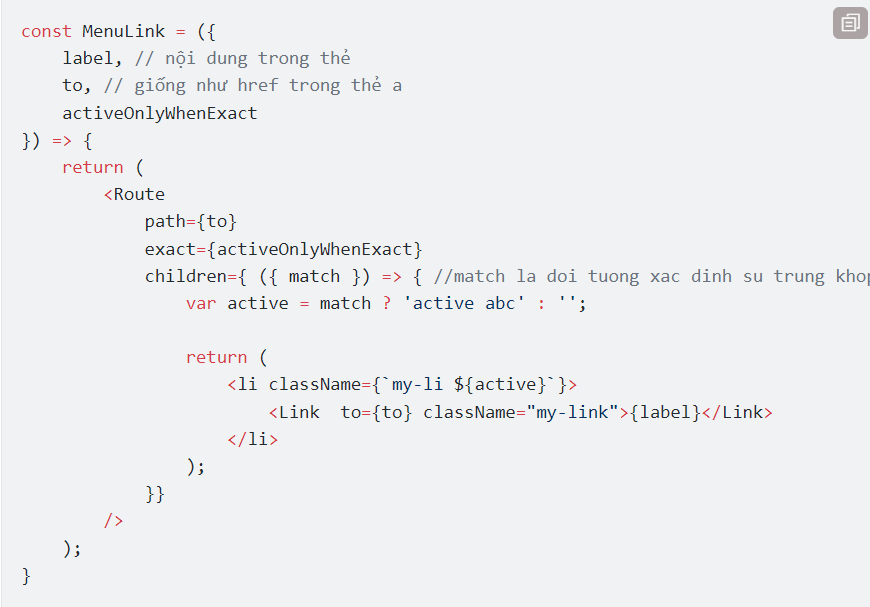 const MenuLink = ({
    label, // nội dung trong thẻ
    to, // giống như href trong thẻ a
    activeOnlyWhenExact
}) => {
    return (
        <Route
            path={to}
            exact={activeOnlyWhenExact}
            children={ ({ match }) => { //match la doi tuong xac dinh su trung
                var active = match ? 'active abc' : '';
                return (
                    <li className={`my-li ${active}`}>
                        <Link  to={to} className="my-link">{label}</Link>
                    </li>
                );
            }}
        />
    );
}